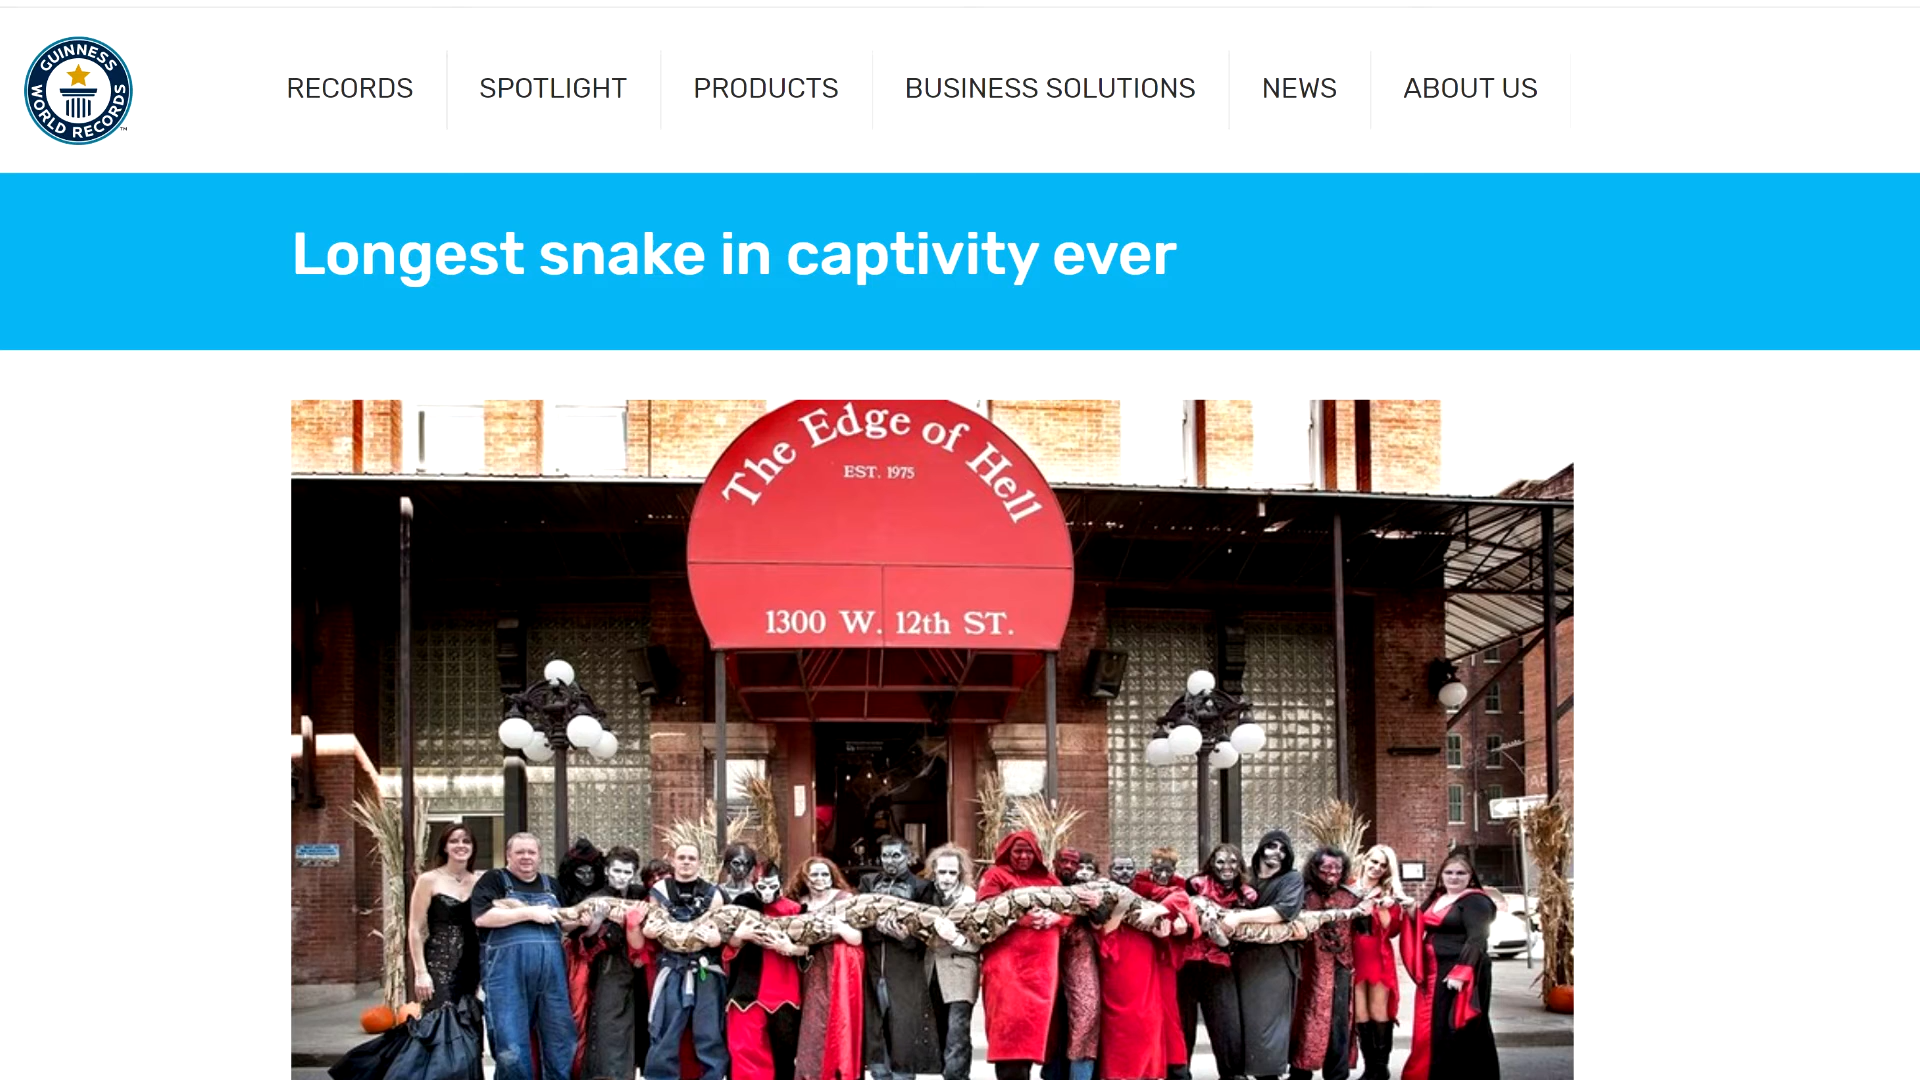 GUINNESS
WORLD RECORDS
™
RECORDS
SPOTLIGHT
PRODUCTS
BUSINESS SOLUTIONS
NEWS
ABOUT US
Longest snake in captivity ever
The Edge of Hell
EST. 1975
1300 W. 12th ST.